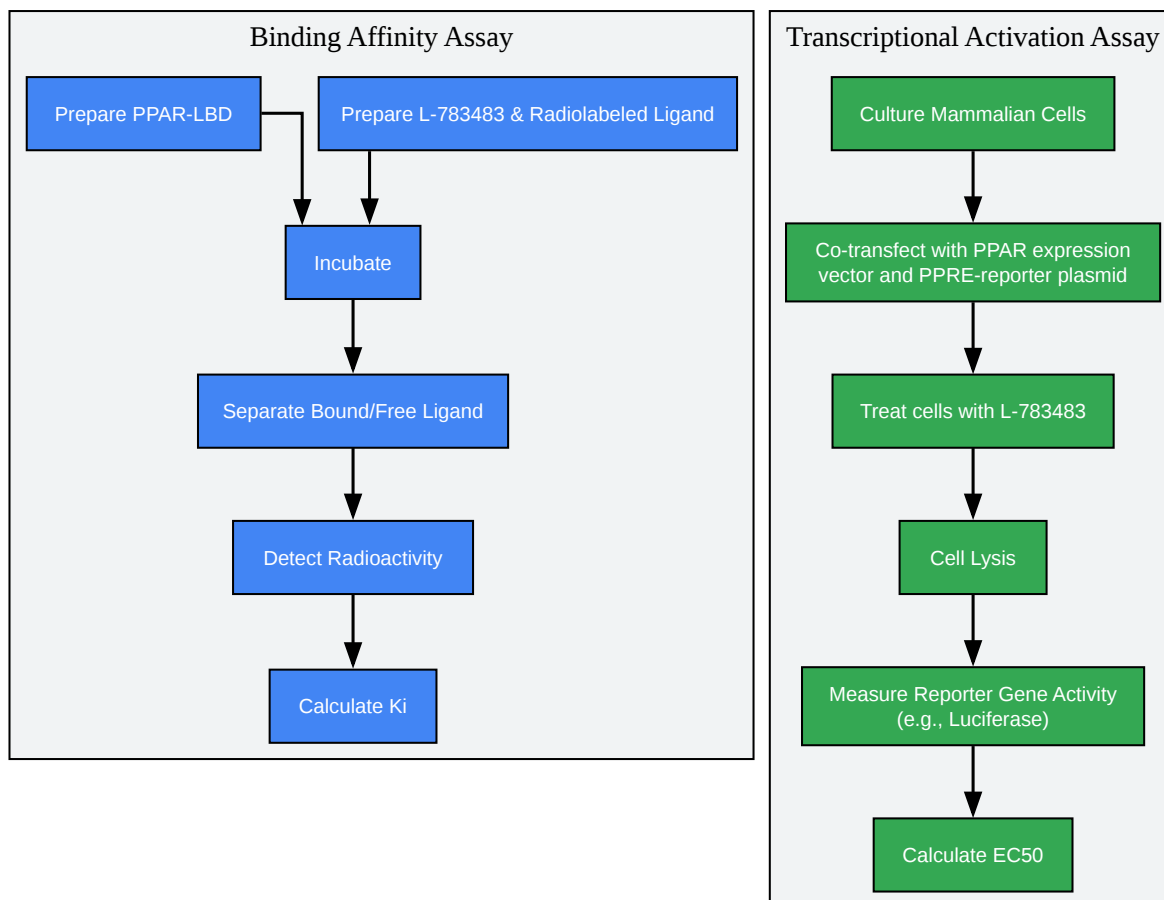 Binding Affinity Assay
Prepare PPAR-LBD
Prepare L-783483 & Radiolabeled Ligand
Incubate
Separate Bound/Free Ligand
Detect Radioactivity
Calculate Ki
Transcriptional Activation Assay
Culture Mammalian Cells
Co-transfect with PPAR expression
vector and PPRE-reporter plasmid
Treat cells with L-783483
Cell Lysis
Measure Reporter Gene Activity
(e.g., Luciferase)
Calculate EC50